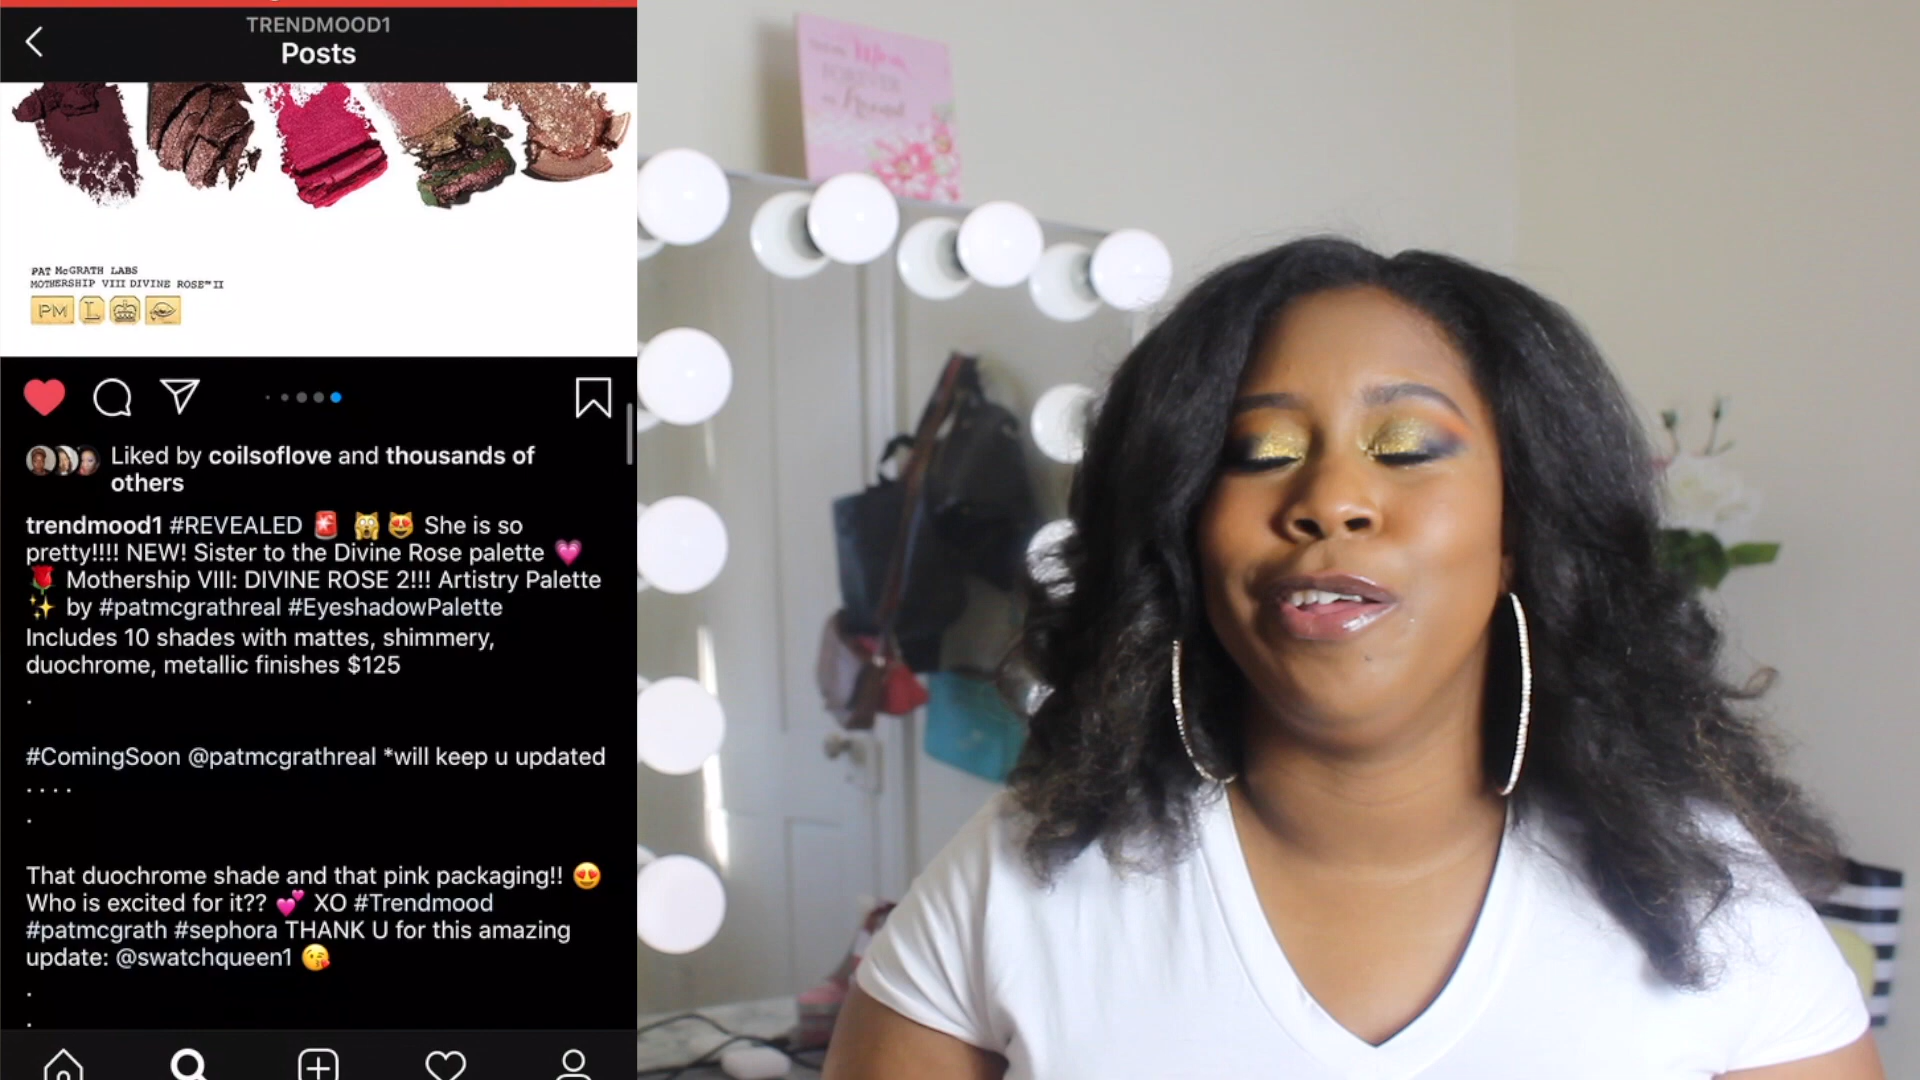 TRENDMOOD1
Posts
PAT McGRATH LABS
MOTHERSHIP VIII DIVINE ROSE™ II
PM L
Liked by coilsoflove and thousands of
others
trendmood1 #REVEALED 🚨 🙀 😻 She is so
pretty!!!! NEW! Sister to the Divine Rose palette 💗
🌹 Mothership VIII: DIVINE ROSE 2!!! Artistry Palette
✨ by #patmcgrathreal #EyeshadowPalette
Includes 10 shades with mattes, shimmery,
duochrome, metallic finishes $125
.
#ComingSoon @patmcgrathreal *will keep u updated
. . . .
.
That duochrome shade and that pink packaging!! 😍
Who is excited for it?? 💕 XO #Trendmood
#patmcgrath #sephora THANK U for this amazing
update: @swatchqueen1 😘
.
.
Mom
FOREVER